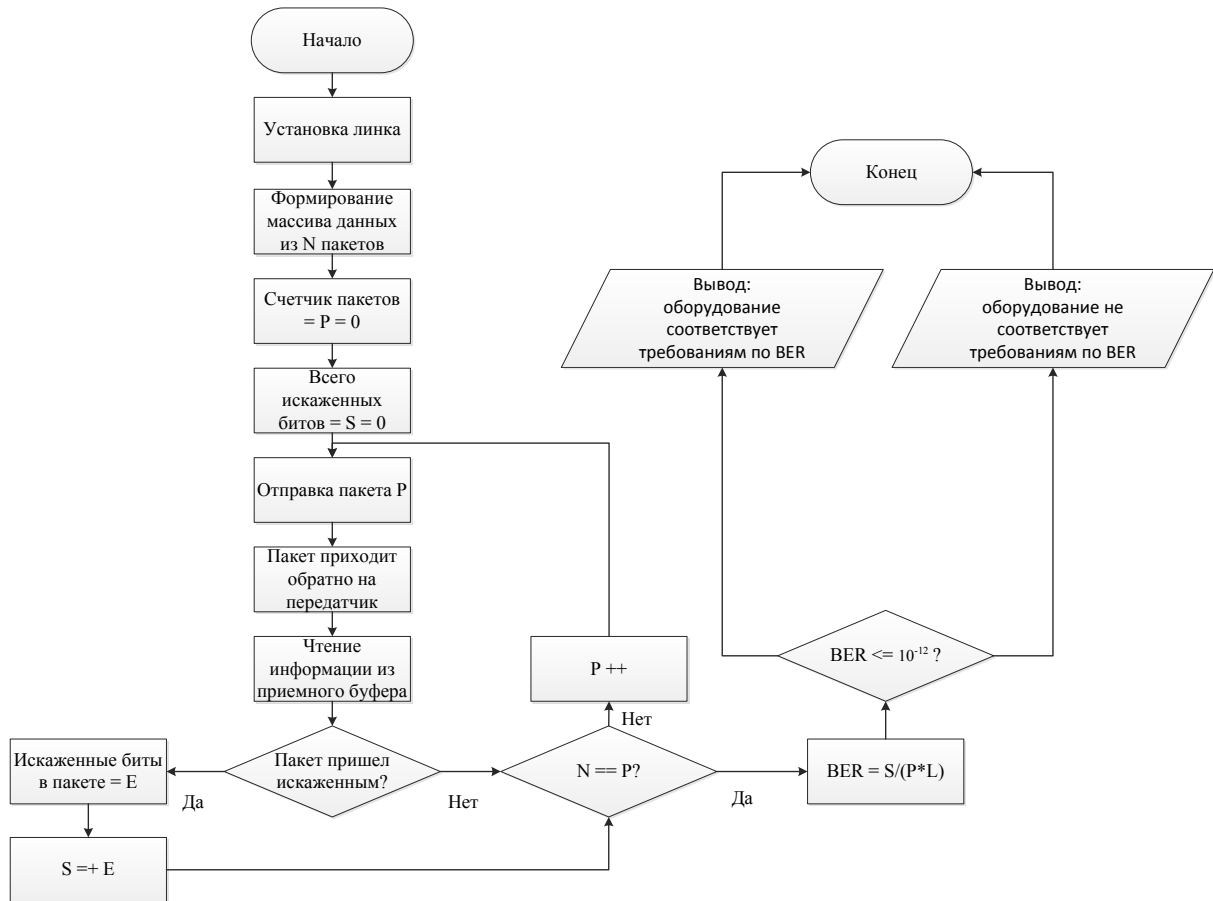 Начало
Установка линка
Формирование
массива данных
из N пакетов
Счетчик пакетов
= P = 0
Всего
искаженных
битов = S = 0
Отправка пакета P
Пакет приходит
обратно на
передатчик
Чтение
информации из
приемного буфера
Пакет пришел
искаженным?
Да
Нет
Искаженные биты
в пакете = E
S =+ E
N == P?
Нет
Да
P ++
BER = S/(P*L)
BER <= 10⁻¹² ?
Вывод:
оборудование
соответствует
требованиям по BER
Вывод:
оборудование не
соответствует
требованиям по BER
Конец